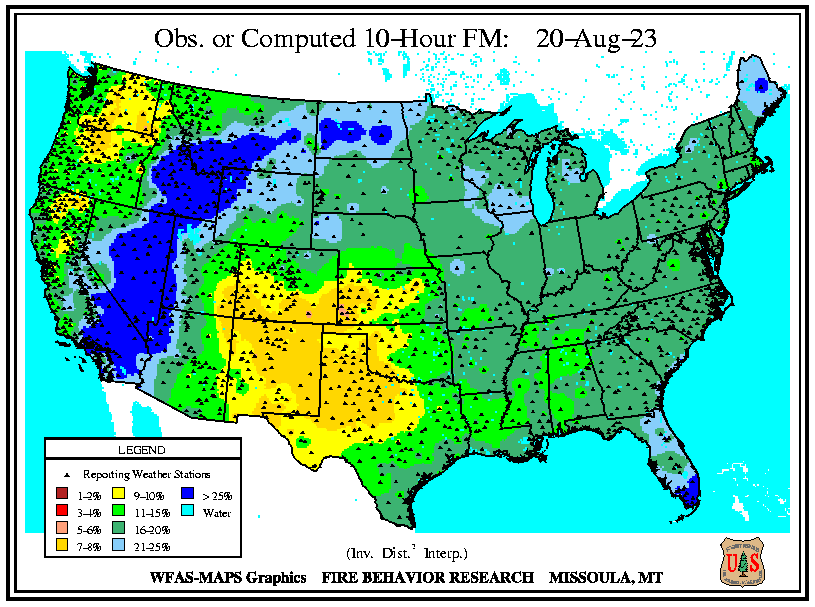 Obs. or Computed 10-Hour FM: 20-Aug-23
LEGEND
Reporting Weather Stations
1-2%
3-4%
5-6%
7-8%
9-10%
11-15%
16-20%
21-25%
> 25%
Water
(Inv. Dist.² Interp.)
WFAS-MAPS Graphics FIRE BEHAVIOR RESEARCH MISSOULA, MT
U S